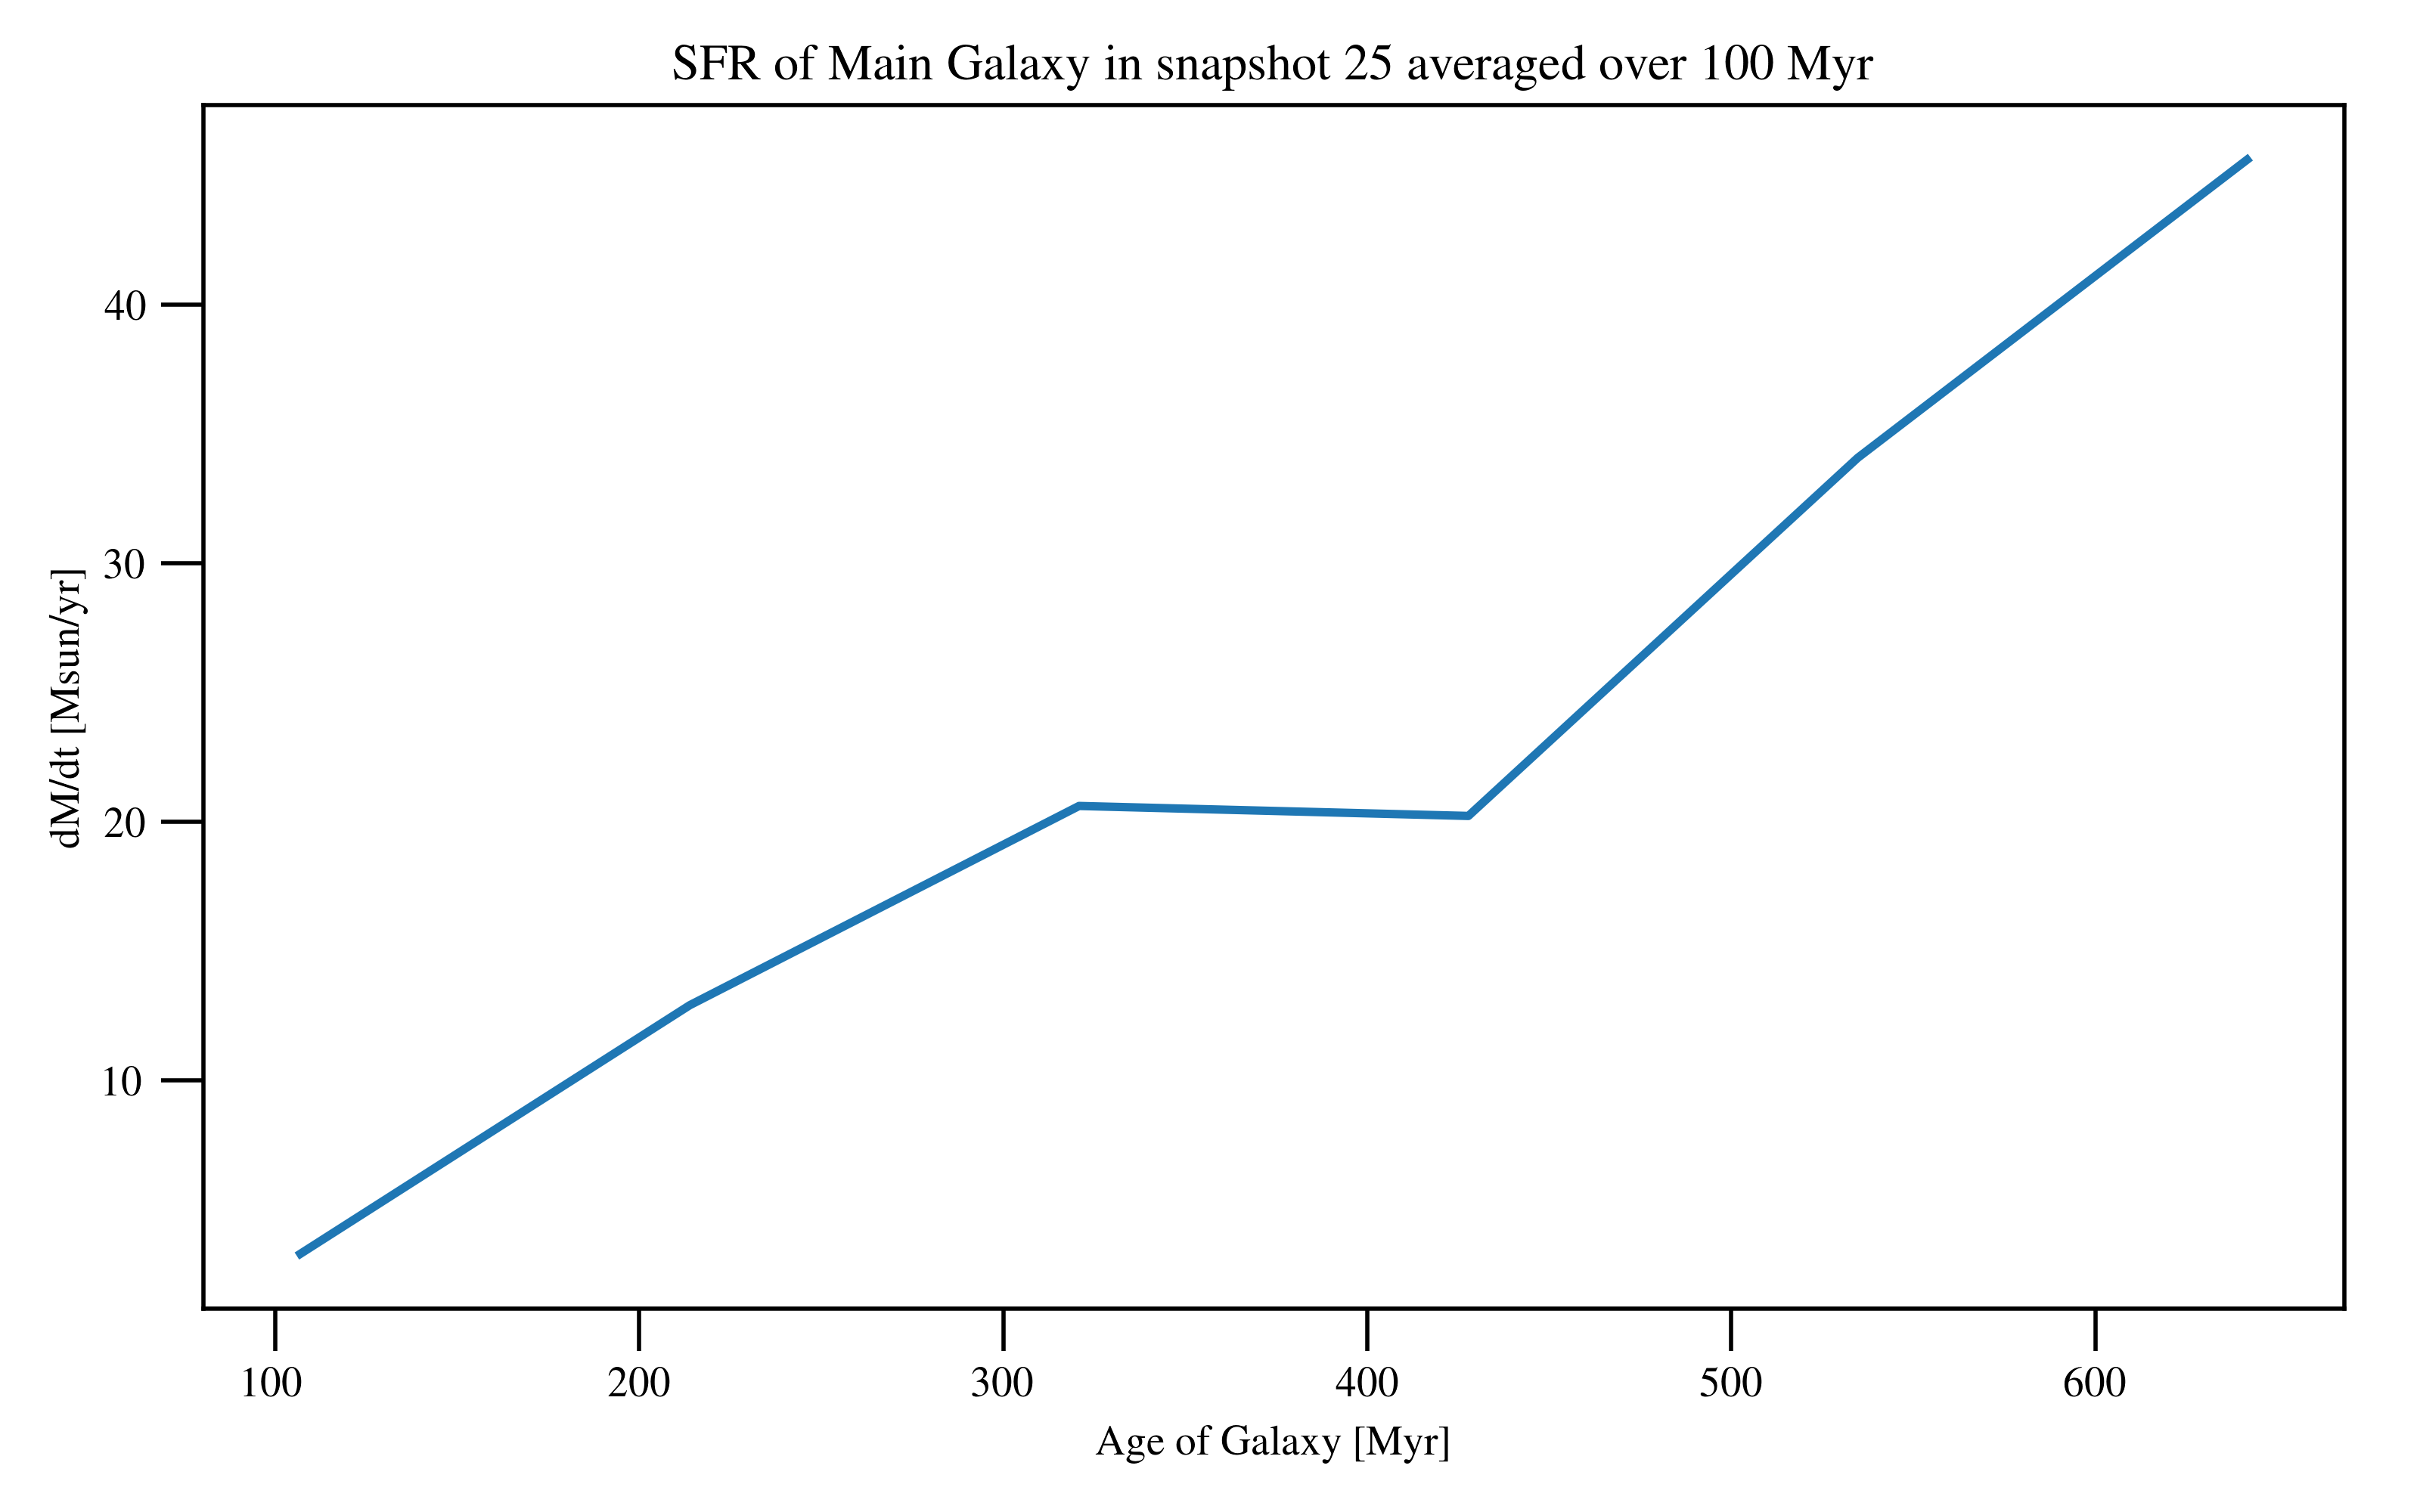 SFR of Main Galaxy in snapshot 25 averaged over 100 Myr
dM/dt [Msun/yr]
40
30
20
10
100 200 300 400 500 600
Age of Galaxy [Myr]